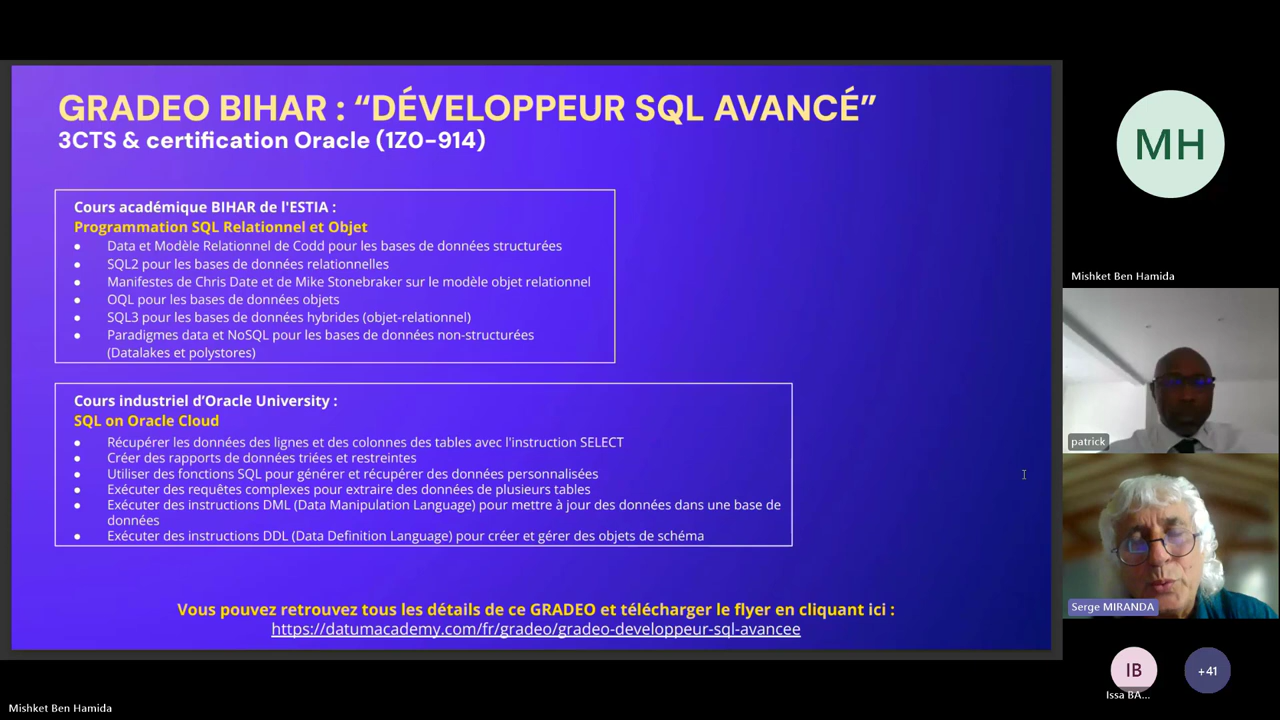 GRADEO BIHAR : “DÉVELOPPEUR SQL AVANCÉ”
3CTS & certification Oracle (1Z0-914)
Cours académique BIHAR de l'ESTIA :
Programmation SQL Relationnel et Objet
● Data et Modèle Relationnel de Codd pour les bases de données structurées
● SQL2 pour les bases de données relationnelles
● Manifestes de Chris Date et de Mike Stonebraker sur le modèle objet relationnel
● OQL pour les bases de données objets
● SQL3 pour les bases de données hybrides (objet-relationnel)
● Paradigmes data et NoSQL pour les bases de données non-structurées
(Datalakes et polystores)
Cours industriel d’Oracle University :
SQL on Oracle Cloud
● Récupérer les données des lignes et des colonnes des tables avec l'instruction SELECT
● Créer des rapports de données triées et restreintes
● Utiliser des fonctions SQL pour générer et récupérer des données personnalisées
● Exécuter des requêtes complexes pour extraire des données de plusieurs tables
● Exécuter des instructions DML (Data Manipulation Language) pour mettre à jour des données dans une base de
données
● Exécuter des instructions DDL (Data Definition Language) pour créer et gérer des objets de schéma
Vous pouvez retrouvez tous les détails de ce GRADEO et télécharger le flyer en cliquant ici :
https://datumacademy.com/fr/gradeo/gradeo-developpeur-sql-avancee
MH
Mishket Ben Hamida
patrick
Serge MIRANDA
IB
+41
Issa BA...
Mishket Ben Hamida